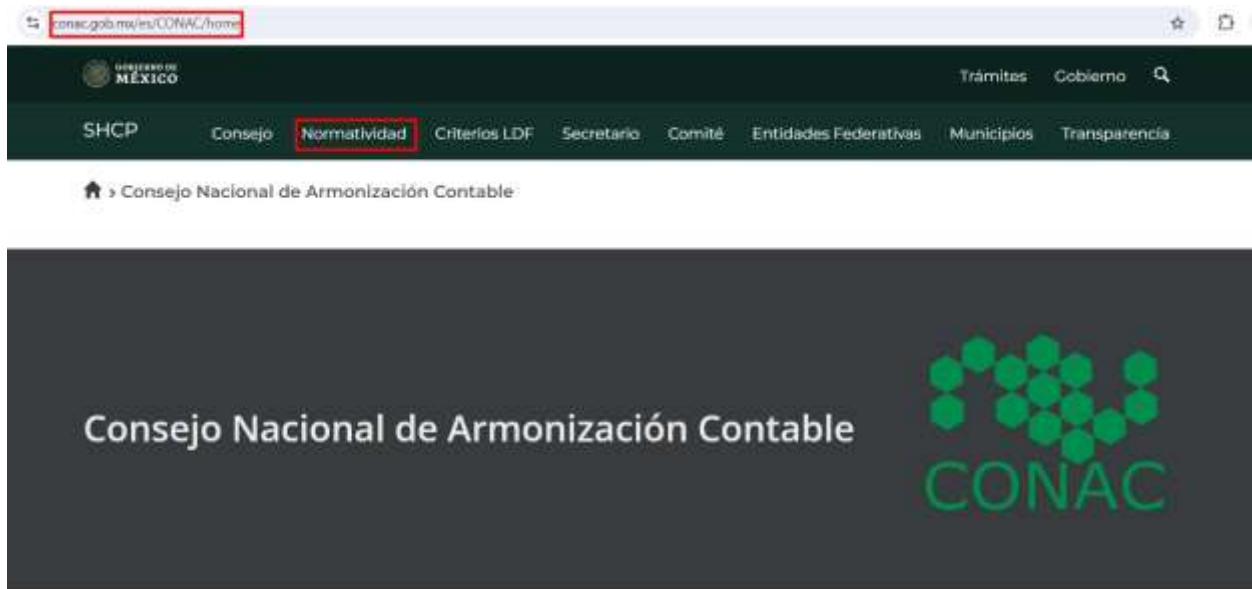 conac.gob.mx/es/CONAC/home
GOBIERNO DE
MÉXICO
Trámites Gobierno
SHCP Consejo Normatividad Criterios LDF Secretario Comité Entidades Federativas Municipios Transparencia
› Consejo Nacional de Armonización Contable
Consejo Nacional de Armonización Contable
CONAC